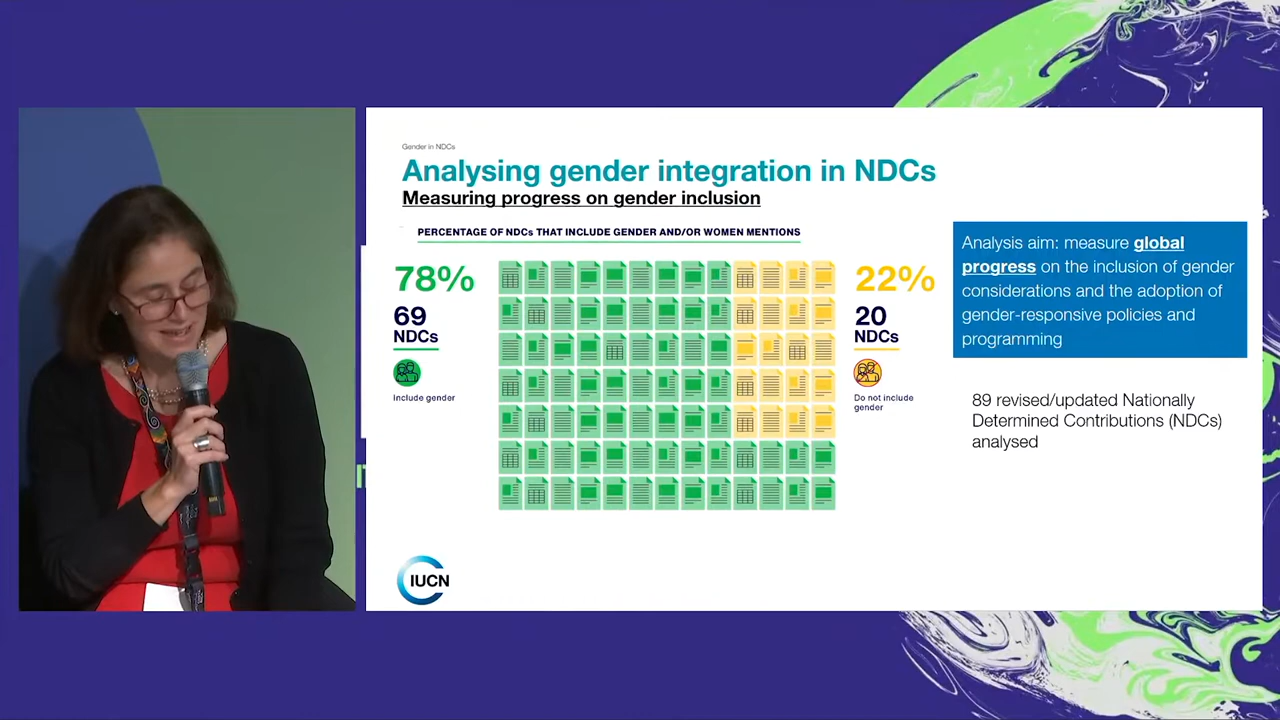 Gender in NDCs
Analysing gender integration in NDCs
Measuring progress on gender inclusion
PERCENTAGE OF NDCs THAT INCLUDE GENDER AND/OR WOMEN MENTIONS
78%
69
NDCs
Include gender
22%
20
NDCs
Do not include
gender
Analysis aim: measure global
progress on the inclusion of gender
considerations and the adoption of
gender-responsive policies and
programming
89 revised/updated Nationally
Determined Contributions (NDCs)
analysed
IUCN